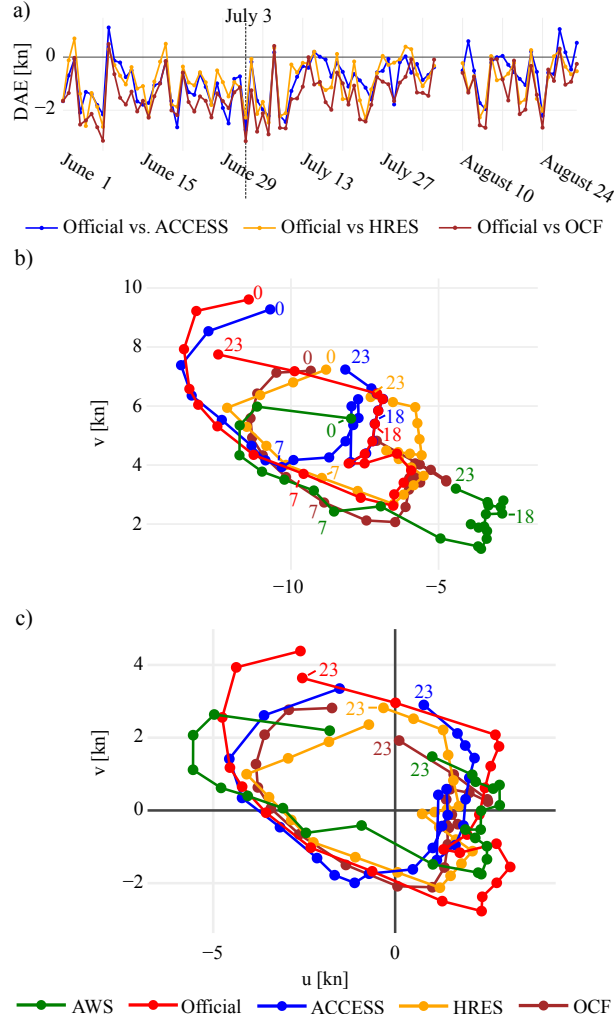 a)
July 3
DAE [kn]
0
−2
June 1
June 15
June 29
July 13
July 27
August 10
August 24
Official vs. ACCESS
Official vs HRES
Official vs OCF
b)
10
8
6
4
2
v [kn]
0
0
23
0
0
23
23
0
18
18
7
7
7
7
23
18
−10
−5
c)
4
2
0
−2
v [kn]
23
23
23
23
23
−5
0
u [kn]
AWS
Official
ACCESS
HRES
OCF